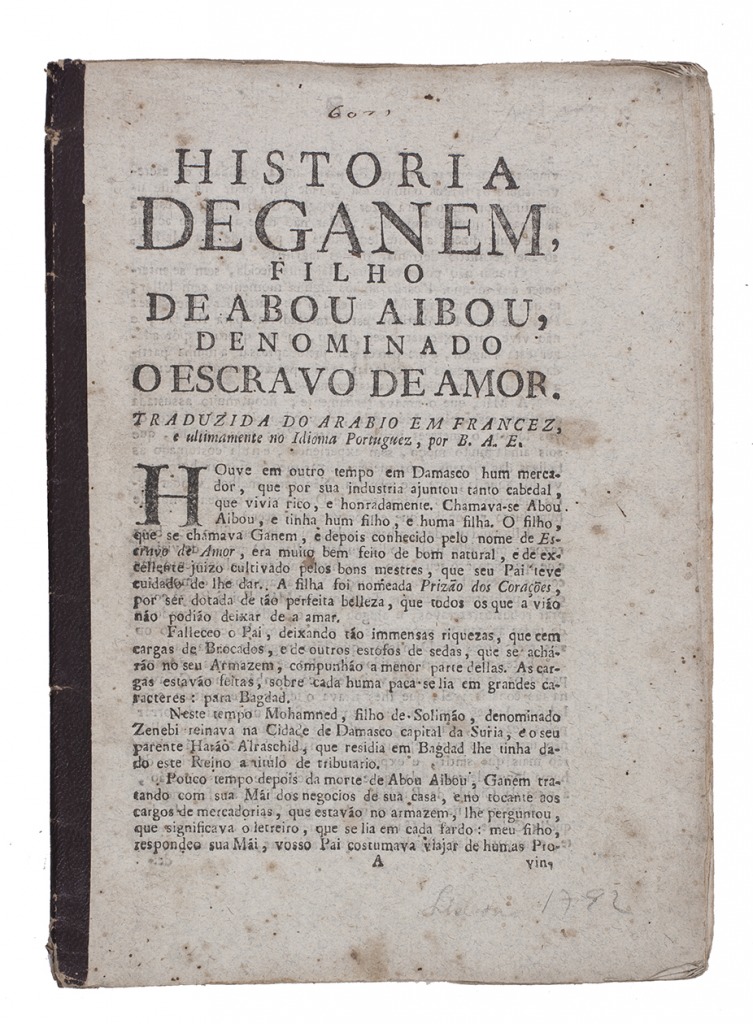 HISTORIA
DEGANEM,
FILHO
DE ABOU AIBOU,
DENOMINADO
O ESCRAVO DE AMOR.
TRADUZIDA DO ARABIO EM FRANCEZ,
e ultimamente no Idioma Portuguez, por B. A. E.
HOuve em outro tempo em Damasco hum merca-
dor, que por sua industria ajuntou tanto cabedal,
que vivia rico, e honradamente. Chamava-se Abou
Aibou, e tinha hum filho, e huma filha. O filho,
que se chamava Ganem, e depois conhecido pelo nome de Es-
cravo de Amor, era muito bem feito de bom natural, e de ex-
cellente juizo cultivado pelos bons mestres, que seu Pai teve
cuidado de lhe dar. A filha foi nomeada Prizão dos Corações,
por ser dotada de tão perfeita belleza, que todos os que a vião
não podião deixar de a amar.
Falleceo o Pai, deixando tão immensas riquezas, que cem
cargas de Brocados, e de outros estofos de sedas, que se achá-
rão no seu Armazem, compunhão a menor parte dellas. As car-
gas estavão feitas, sobre cada huma paca se lia em grandes ca-
racteres: para Bagdad.
Neste tempo Mohamned, filho de Solimão, denominado
Zenebi reinava na Cidade de Damasco capital da Suria, e o seu
parente Harão Alraschid, que residia em Bagdad lhe tinha da-
do este Reino a titulo de tributario.
Pouco tempo depois da morte de Abou Aibou, Ganem tra-
tando com sua Mãi dos negocios de sua casa, e no tocante aos
cargos de mercadorias, que estavão no armazem, lhe perguntou,
que significava o letreiro, que se lia em cada fardo: meu filho,
respondeo sua Mãi, vosso Pai costumava viajar de humas Pro-
A vin,
1792